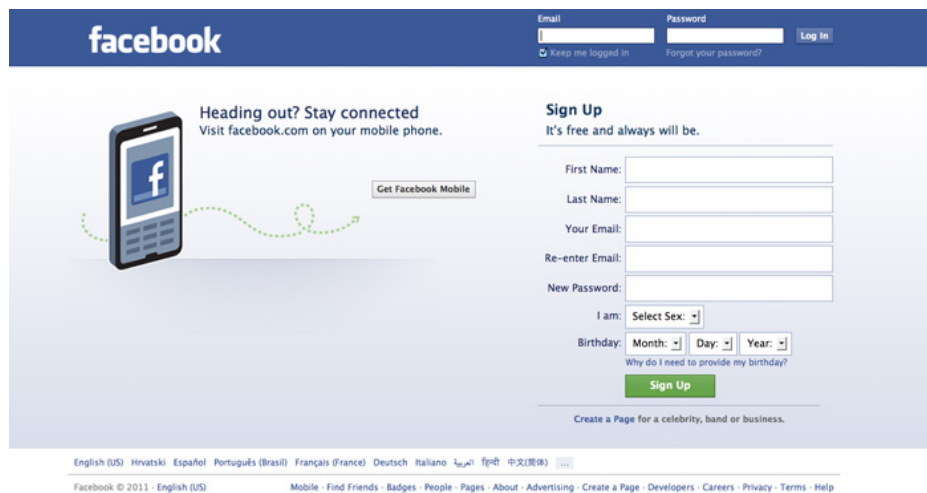 facebook
Email Password
Log In
Keep me logged in Forgot your password?
Heading out? Stay connected
Visit facebook.com on your mobile phone.
f
Get Facebook Mobile
Sign Up
It's free and always will be.
First Name:
Last Name:
Your Email:
Re-enter Email:
New Password:
I am: Select Sex:
Birthday: Month: Day: Year:
Why do I need to provide my birthday?
Sign Up
Create a Page for a celebrity, band or business.
English (US) Hrvatski Español Português (Brasil) Français (France) Deutsch Italiano العربية हिन्दी 中文(简体) ...
Facebook © 2011 · English (US) Mobile · Find Friends · Badges · People · Pages · About · Advertising · Create a Page · Developers · Careers · Privacy · Terms · Help